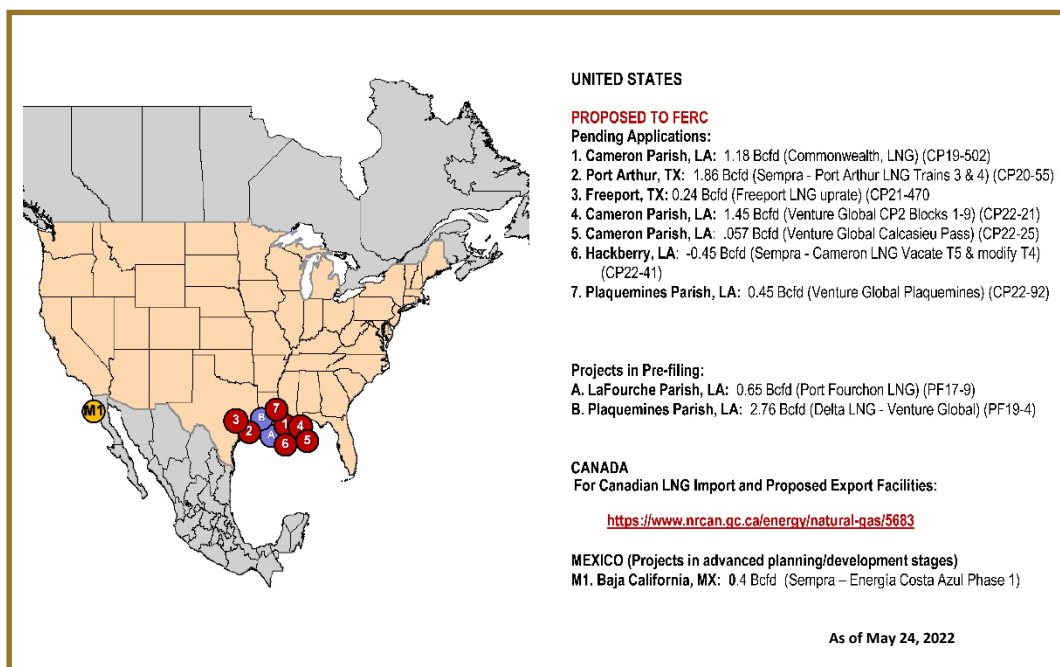 UNITED STATES
PROPOSED TO FERC
Pending Applications:
1. Cameron Parish, LA: 1.18 Bcfd (Commonwealth, LNG) (CP19-502)
2. Port Arthur, TX: 1.86 Bcfd (Sempra - Port Arthur LNG Trains 3 & 4) (CP20-55)
3. Freeport, TX: 0.24 Bcfd (Freeport LNG uprate) (CP21-470
4. Cameron Parish, LA: 1.45 Bcfd (Venture Global CP2 Blocks 1-9) (CP22-21)
5. Cameron Parish, LA: .057 Bcfd (Venture Global Calcasieu Pass) (CP22-25)
6. Hackberry, LA: -0.45 Bcfd (Sempra - Cameron LNG Vacate T5 & modify T4)
(CP22-41)
7. Plaquemines Parish, LA: 0.45 Bcfd (Venture Global Plaquemines) (CP22-92)
Projects in Pre-filing:
A. LaFourche Parish, LA: 0.65 Bcfd (Port Fourchon LNG) (PF17-9)
B. Plaquemines Parish, LA: 2.76 Bcfd (Delta LNG - Venture Global) (PF19-4)
CANADA
For Canadian LNG Import and Proposed Export Facilities:
https://www.nrcan.gc.ca/energy/natural-gas/5683
MEXICO (Projects in advanced planning/development stages)
M1. Baja California, MX: 0.4 Bcfd (Sempra – Energía Costa Azul Phase 1)
As of May 24, 2022
M1
3
2
B
7
A
1
4
6
5